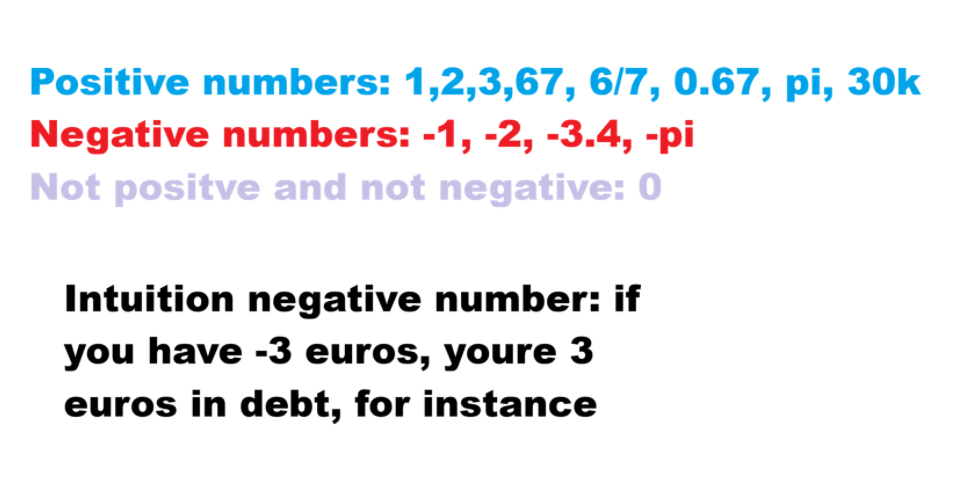 Positive numbers: 1,2,3,67, 6/7, 0.67, pi, 30k
Negative numbers: -1, -2, -3.4, -pi
Not positve and not negative: 0
Intuition negative number: if
you have -3 euros, youre 3
euros in debt, for instance